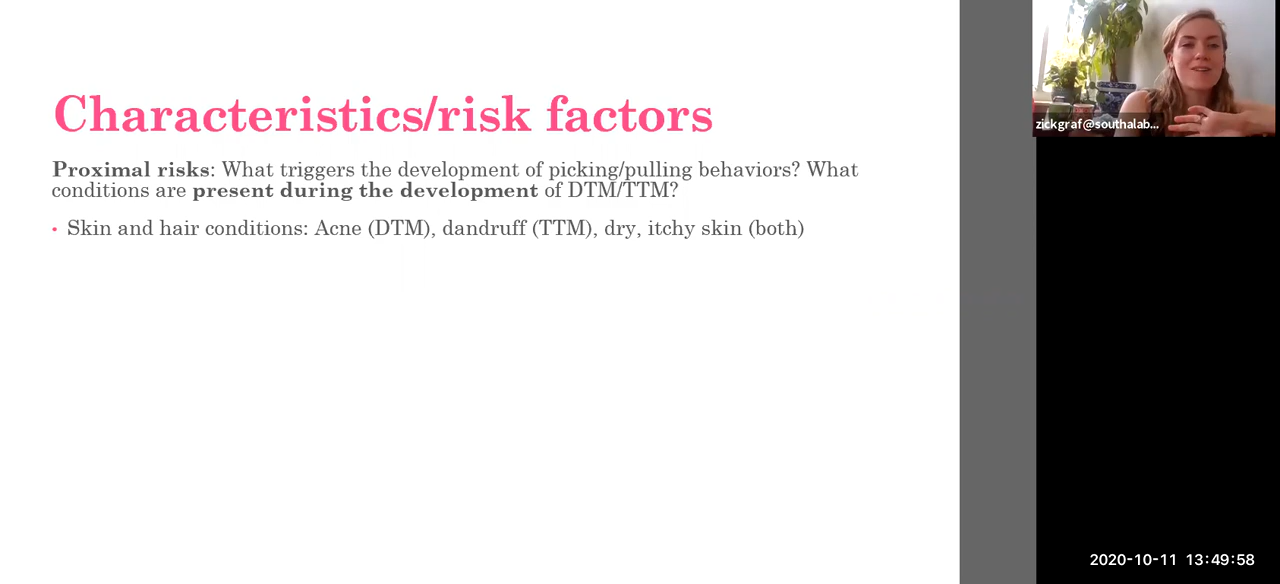 Characteristics/risk factors
Proximal risks: What triggers the development of picking/pulling behaviors? What
conditions are present during the development of DTM/TTM?
• Skin and hair conditions: Acne (DTM), dandruff (TTM), dry, itchy skin (both)
zickgraf@southalab...
2020-10-11 13:49:58